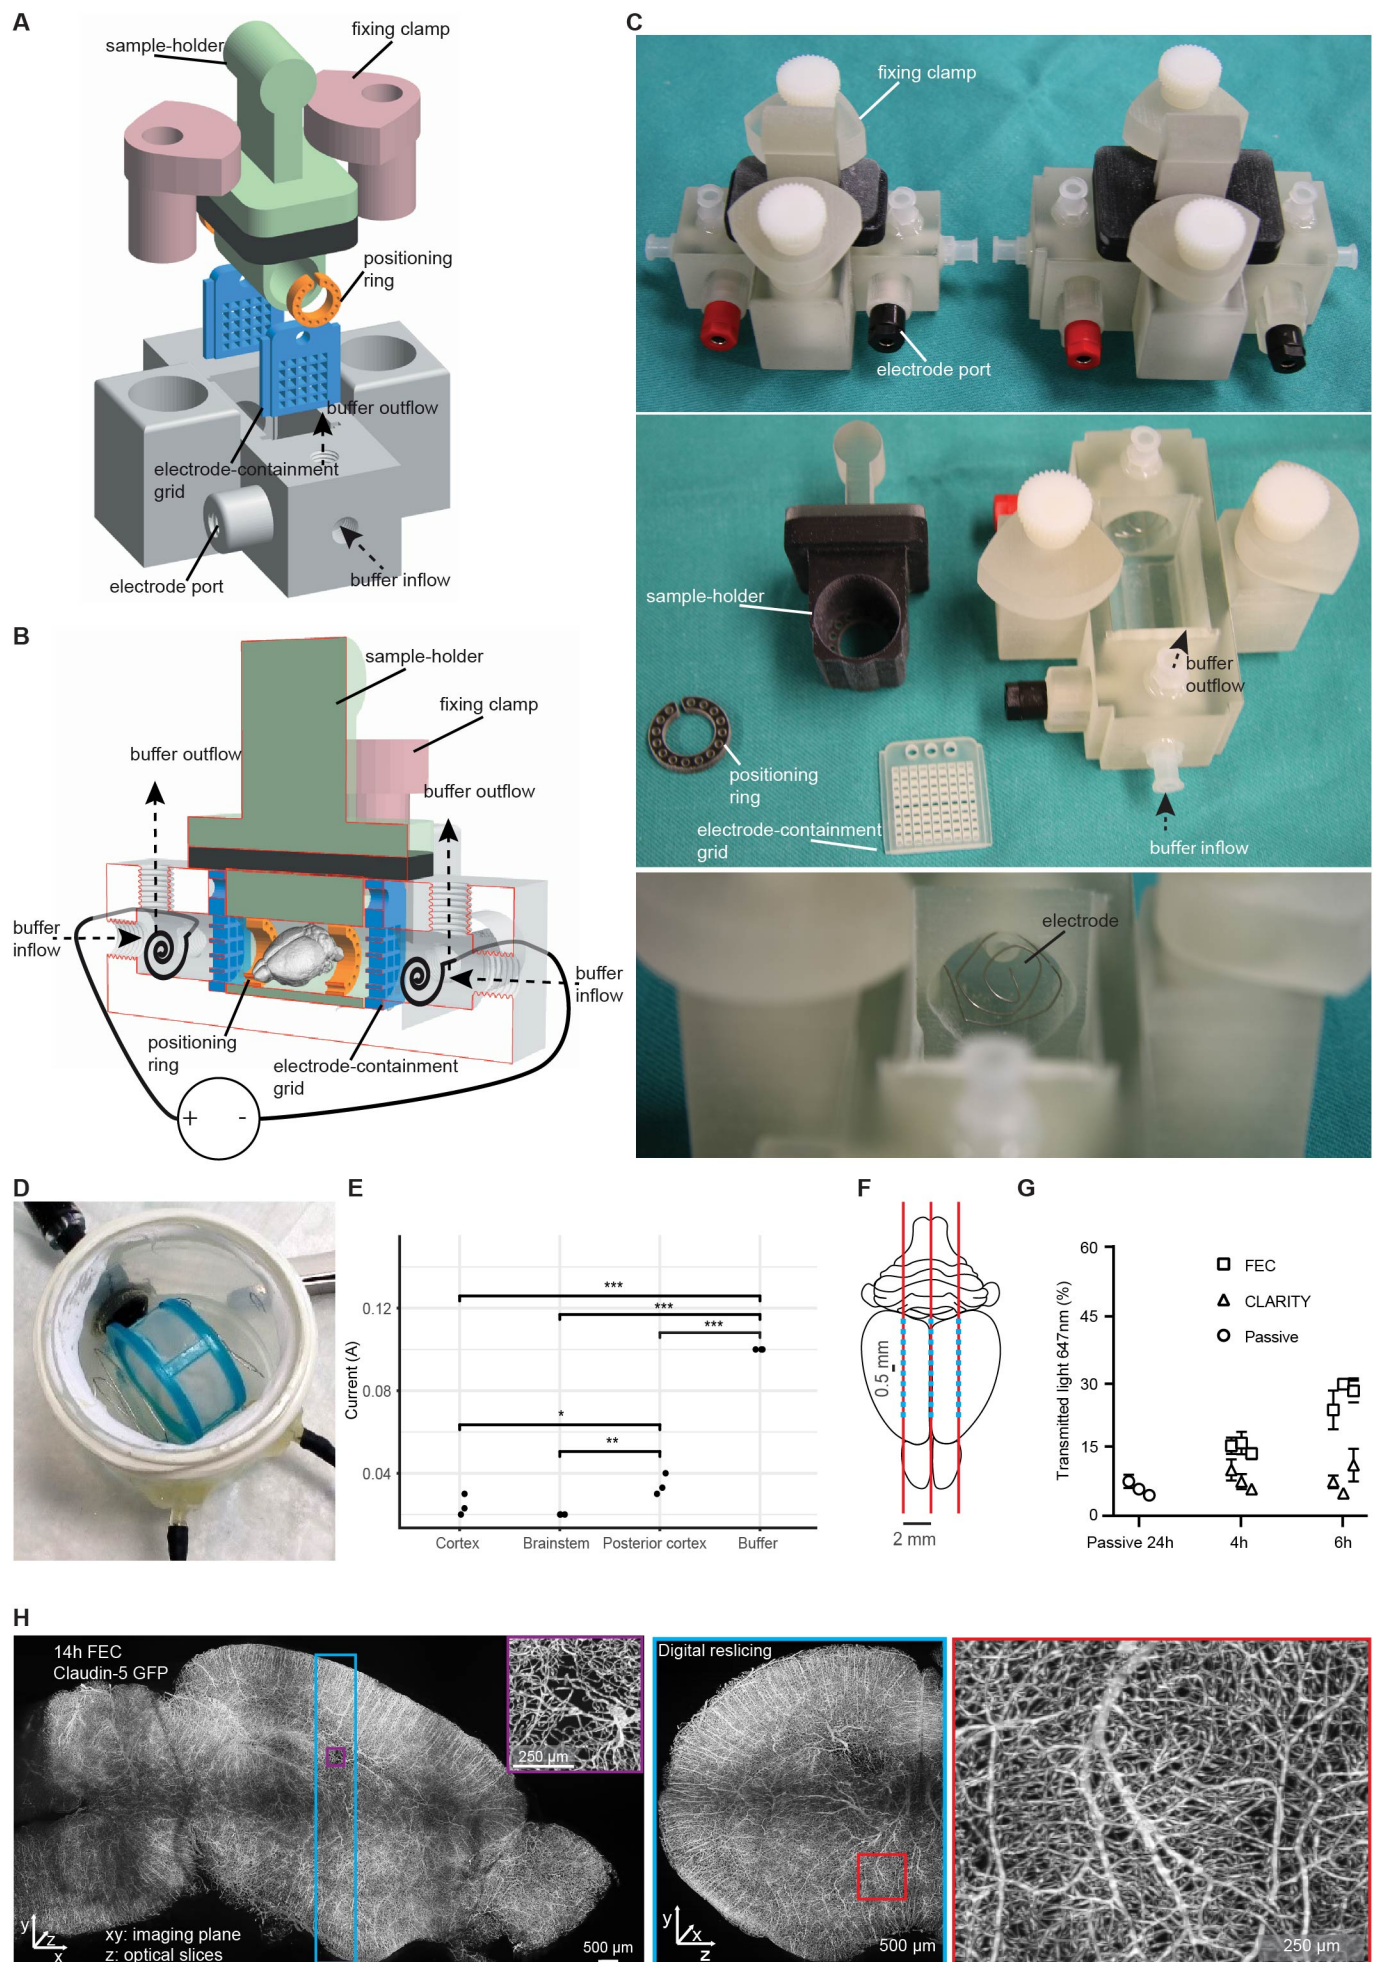 A
fixing clamp
sample-holder
positioning
ring
buffer outflow
electrode-containment
grid
electrode port
buffer inflow
B
sample-holder
fixing clamp
buffer outflow
buffer outflow
buffer
inflow
buffer
inflow
positioning
ring
electrode-containment
grid
+ -
C
fixing clamp
electrode port
sample-holder
buffer
outflow
positioning
ring
electrode-containment
grid
buffer inflow
electrode
D
E
***
***
***
*
**
0.12
0.08
0.04
Current (A)
Cortex Brainstem Posterior cortex Buffer
F
0.5 mm
2 mm
G
60
45
30
15
0
Transmitted light 647nm (%)
FEC
CLARITY
Passive
Passive 24h 4h 6h
H
14h FEC
Claudin-5 GFP
250 µm
y
z
x
xy: imaging plane
z: optical slices
500 µm
Digital reslicing
y
x
z
500 µm
250 µm